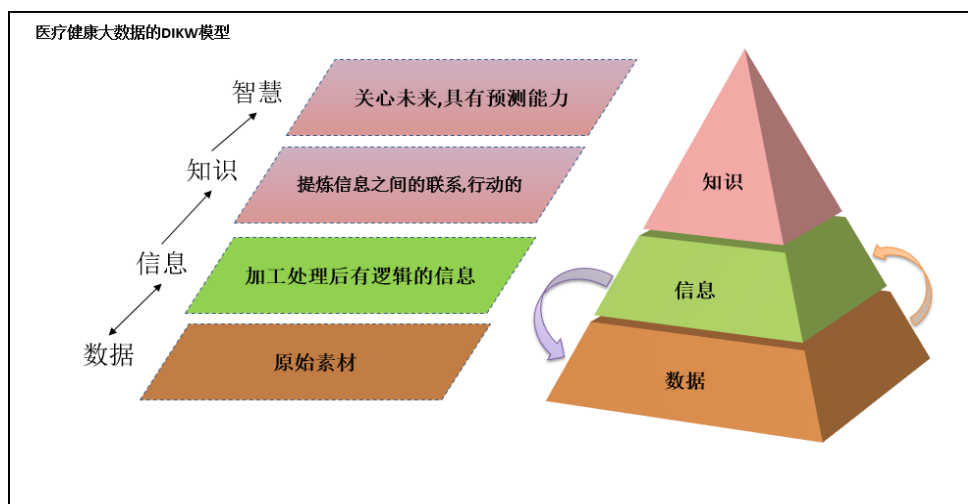 医疗健康大数据的DIKW模型
智慧
关心未来,具有预测能力
知识
提炼信息之间的联系,行动的
信息
加工处理后有逻辑的信息
数据
原始素材
知识
信息
数据